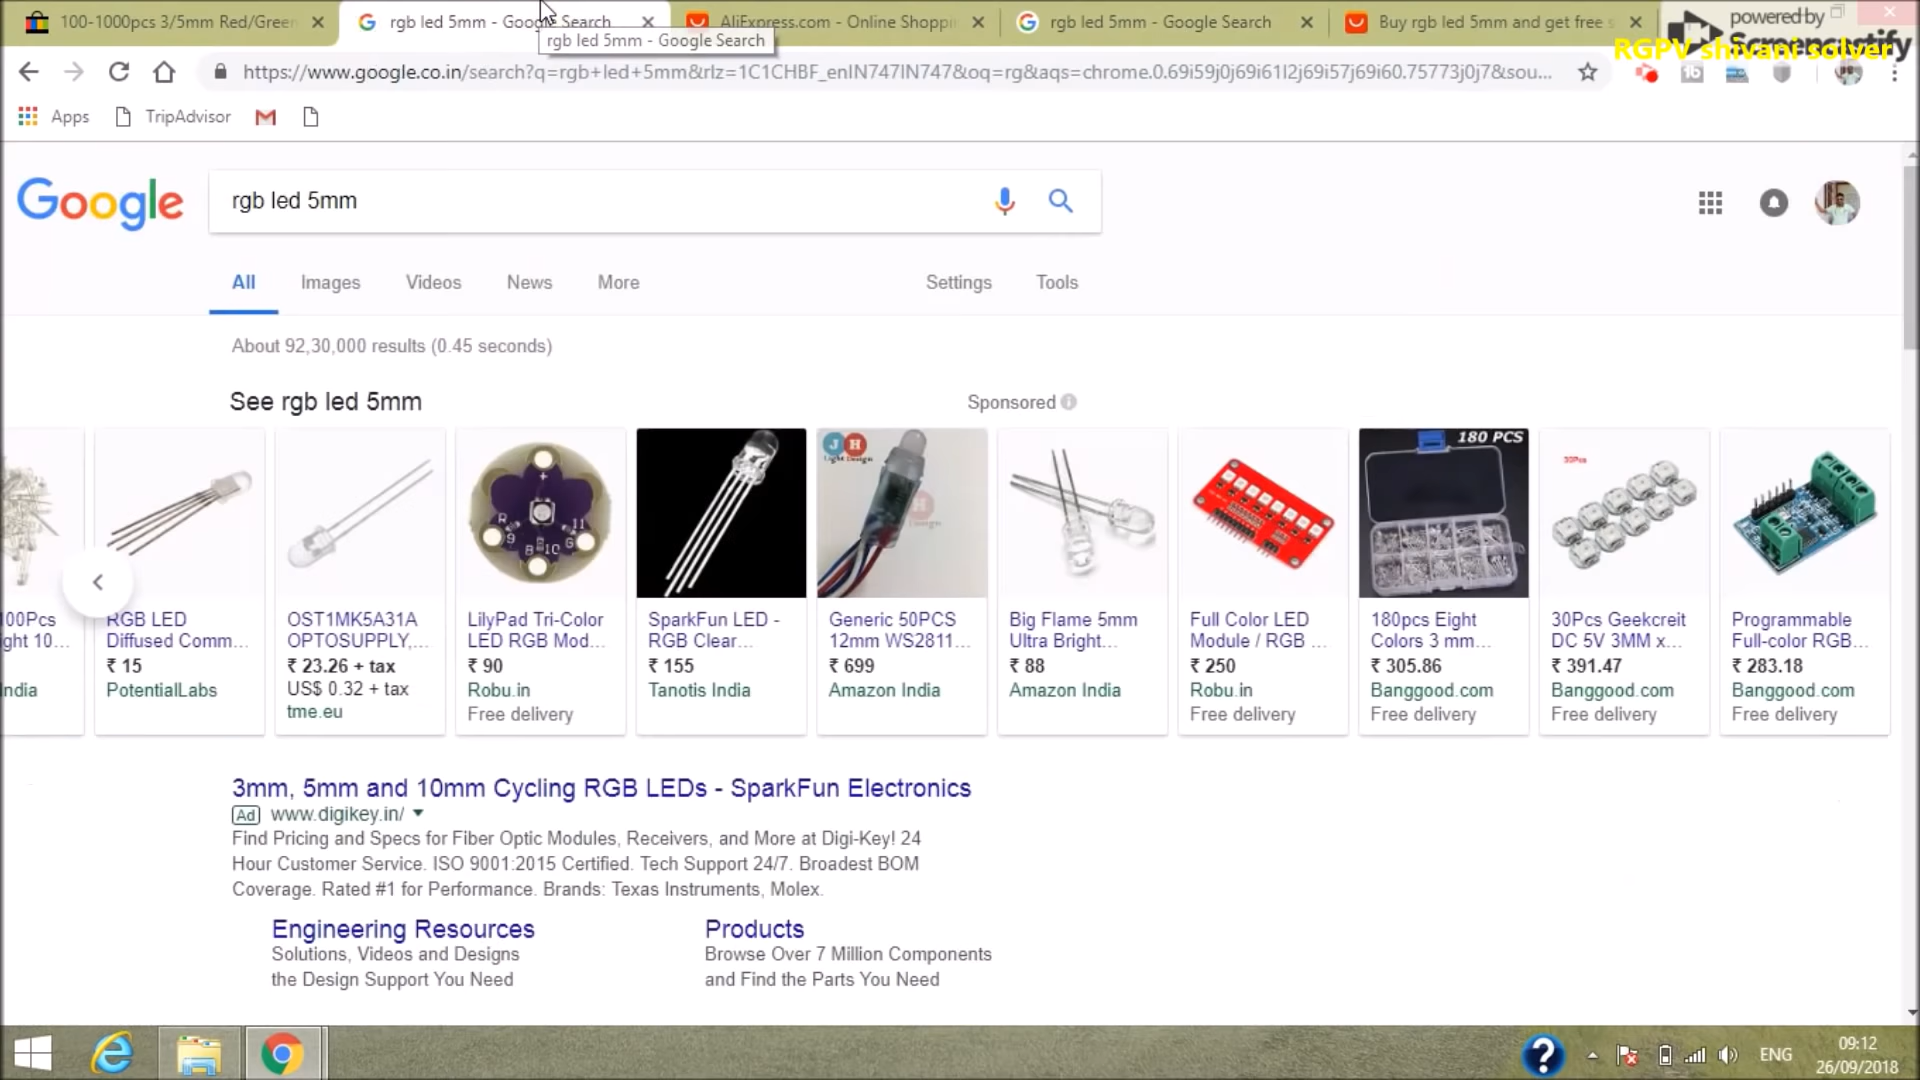 100-1000pcs 3/5mm Red/Green
rgb led 5mm - Google Search
AliExpress.com - Online Shoppi
rgb led 5mm - Google Search
Buy rgb led 5mm and get free s
powered by
Screencastify
RGPV shivani solver
rgb led 5mm - Google Search
https://www.google.co.in/search?q=rgb+led+5mm&rlz=1C1CHBF_enIN747IN747&oq=rg&aqs=chrome.0.69i59j0j69i61l2j69i57j69i60.75773j0j7&sou...
Apps
TripAdvisor
Google
rgb led 5mm
All Images Videos News More Settings Tools
About 92,30,000 results (0.45 seconds)
See rgb led 5mm
Sponsored
J H
Light Design
180 PCS
30Pcs
100Pcs
ight 10...
India
RGB LED
Diffused Comm...
₹ 15
PotentialLabs
OST1MK5A31A
OPTOSUPPLY,...
₹ 23.26 + tax
US$ 0.32 + tax
tme.eu
LilyPad Tri-Color
LED RGB Mod...
₹ 90
Robu.in
Free delivery
SparkFun LED -
RGB Clear...
₹ 155
Tanotis India
Generic 50PCS
12mm WS2811...
₹ 699
Amazon India
Big Flame 5mm
Ultra Bright...
₹ 88
Amazon India
Full Color LED
Module / RGB ...
₹ 250
Robu.in
Free delivery
180pcs Eight
Colors 3 mm...
₹ 305.86
Banggood.com
Free delivery
30Pcs Geekcreit
DC 5V 3MM x...
₹ 391.47
Banggood.com
Free delivery
Programmable
Full-color RGB...
₹ 283.18
Banggood.com
Free delivery
3mm, 5mm and 10mm Cycling RGB LEDs - SparkFun Electronics
Ad www.digikey.in/
Find Pricing and Specs for Fiber Optic Modules, Receivers, and More at Digi-Key! 24
Hour Customer Service. ISO 9001:2015 Certified. Tech Support 24/7. Broadest BOM
Coverage. Rated #1 for Performance. Brands: Texas Instruments, Molex.
Engineering Resources
Solutions, Videos and Designs
the Design Support You Need
Products
Browse Over 7 Million Components
and Find the Parts You Need
ENG
09:12
26/09/2018